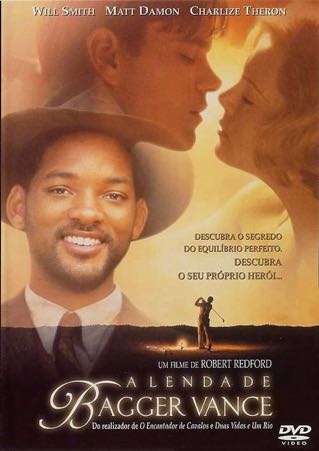 WILL SMITH MATT DAMON CHARLIZE THERON
DESCUBRA O SEGREDO
DO EQUILÍBRIO PERFEITO.
DESCUBRA
O SEU PRÓPRIO HERÓI...
UM FILME DE ROBERT REDFORD
A LENDA DE
BAGGER VANCE
Do realizador de O Encantador de Cavalos e Duas Vidas e Um Rio
DVD
VIDEO